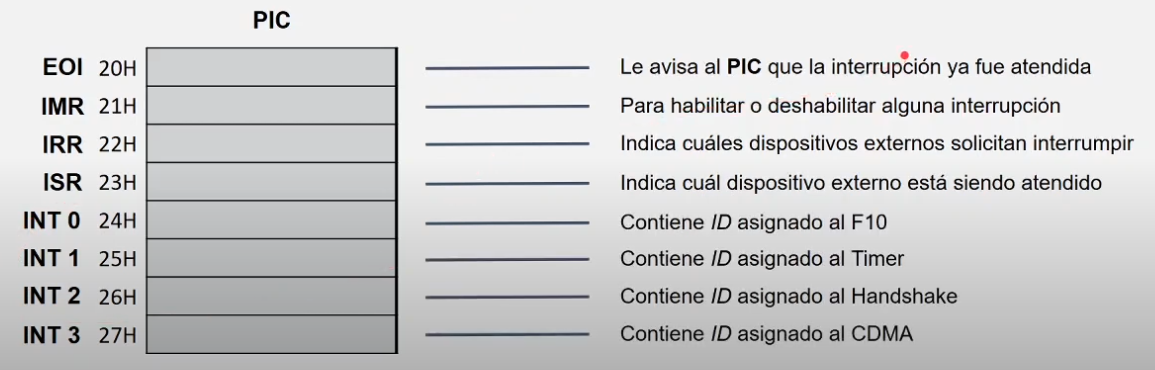 PIC
EOI 20H Le avisa al PIC que la interrupción ya fue atendida
IMR 21H Para habilitar o deshabilitar alguna interrupción
IRR 22H Indica cuáles dispositivos externos solicitan interrumpir
ISR 23H Indica cuál dispositivo externo está siendo atendido
INT 0 24H Contiene ID asignado al F10
INT 1 25H Contiene ID asignado al Timer
INT 2 26H Contiene ID asignado al Handshake
INT 3 27H Contiene ID asignado al CDMA